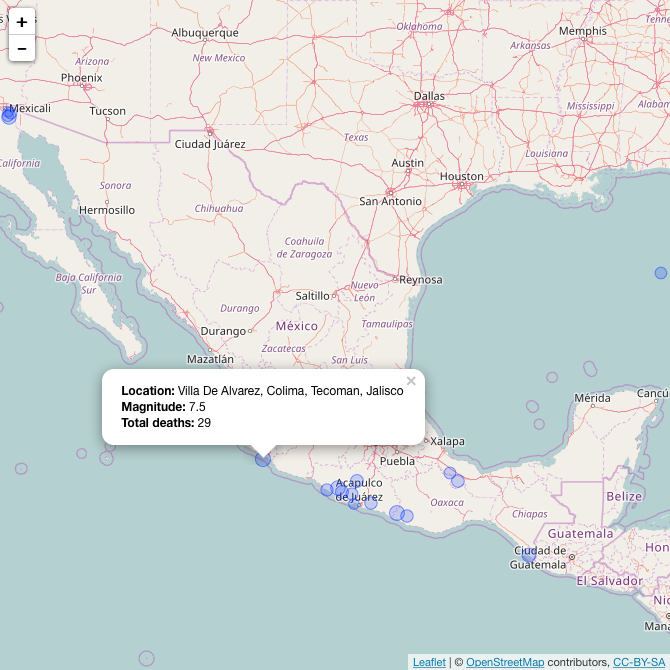 +
−
s V
Albuquerque
Oklahoma
Memphis
Tenne
Arizona
New Mexico
Arkansas
Phoenix
Dallas
Mississippi
Alabam
Mexicali
Tucson
Ciudad Juárez
Texas
Louisiana
California
Austin
Houston
Sonora
San Antonio
Hermosillo
Chihuahua
Coahuila
de Zaragoza
Baja California
Sur
Nuevo
León
Reynosa
Saltillo
Durango
México
Tamaulipas
Durango
Zacatecas
San Luis
Mazatlán
×
Location: Villa De Alvarez, Colima, Tecoman, Jalisco
Magnitude: 7.5
Total deaths: 29
Mérida
Cancú
Xalapa
Puebla
Acapulco
de Juárez
Oaxaca
Chiapas
Belize
Guatemala
Hon
Ciudad de
Guatemala
El Salvador
Nic
Mana
Leaflet | © OpenStreetMap contributors, CC-BY-SA